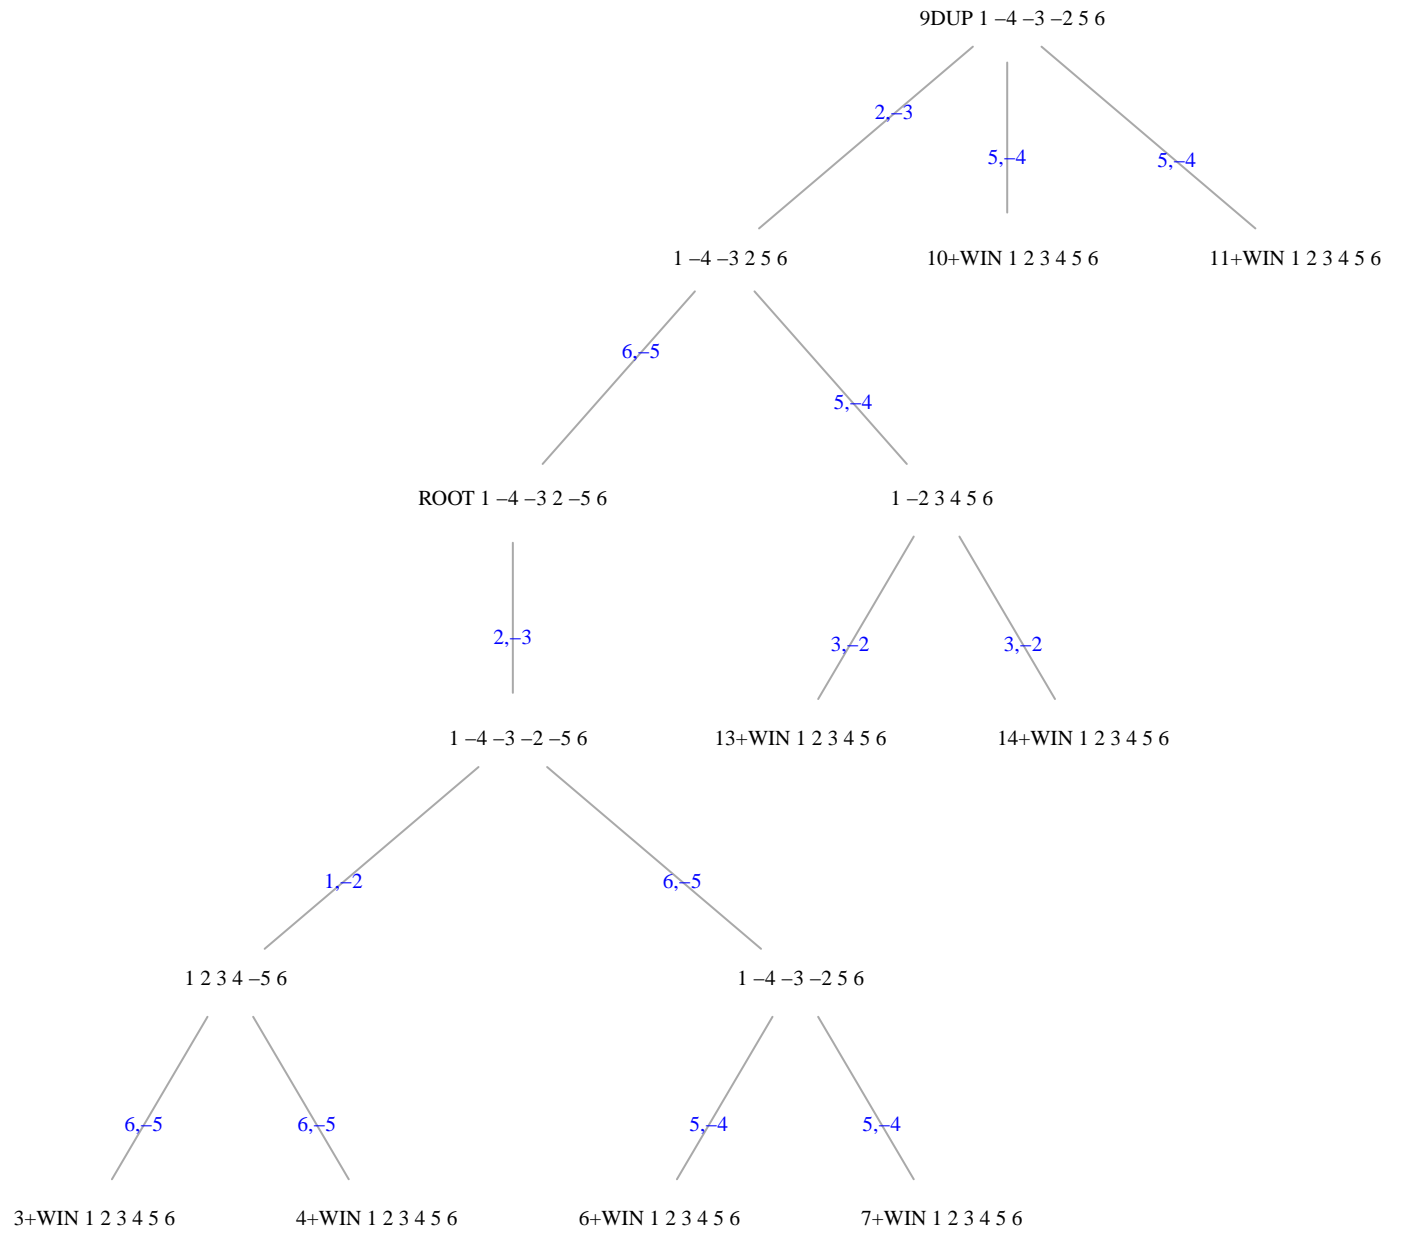 9DUP 1 –4 –3 –2 5 6
2,–3
5,–4
5,–4
1 –4 –3 2 5 6
10+WIN 1 2 3 4 5 6
11+WIN 1 2 3 4 5 6
6,–5
5,–4
ROOT 1 –4 –3 2 –5 6
1 –2 3 4 5 6
2,–3
3,–2
3,–2
1 –4 –3 –2 –5 6
13+WIN 1 2 3 4 5 6
14+WIN 1 2 3 4 5 6
1,–2
6,–5
1 2 3 4 –5 6
1 –4 –3 –2 5 6
6,–5
6,–5
5,–4
5,–4
3+WIN 1 2 3 4 5 6
4+WIN 1 2 3 4 5 6
6+WIN 1 2 3 4 5 6
7+WIN 1 2 3 4 5 6